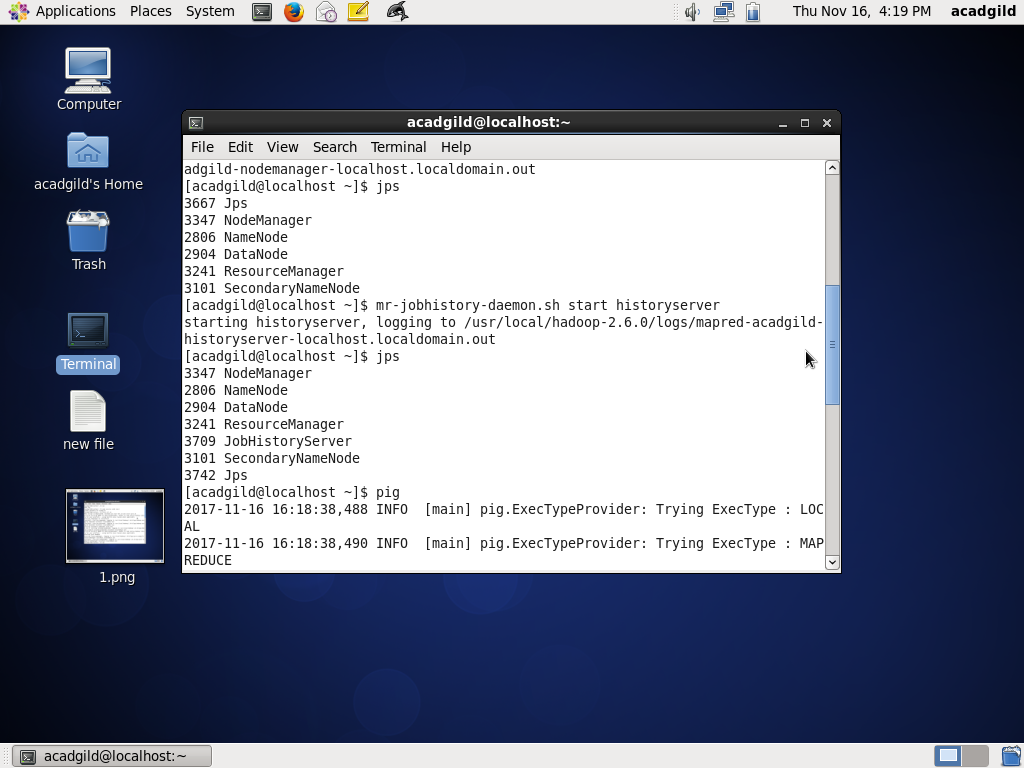 Applications Places System Thu Nov 16, 4:19 PM acadgild
Computer
acadgild's Home
Trash
Terminal
new file
1.png
acadgild@localhost:~
File Edit View Search Terminal Help
adgild-nodemanager-localhost.localdomain.out
[acadgild@localhost ~]$ jps
3667 Jps
3347 NodeManager
2806 NameNode
2904 DataNode
3241 ResourceManager
3101 SecondaryNameNode
[acadgild@localhost ~]$ mr-jobhistory-daemon.sh start historyserver
starting historyserver, logging to /usr/local/hadoop-2.6.0/logs/mapred-acadgild-
historyserver-localhost.localdomain.out
[acadgild@localhost ~]$ jps
3347 NodeManager
2806 NameNode
2904 DataNode
3241 ResourceManager
3709 JobHistoryServer
3101 SecondaryNameNode
3742 Jps
[acadgild@localhost ~]$ pig
2017-11-16 16:18:38,488 INFO  [main] pig.ExecTypeProvider: Trying ExecType : LOC
AL
2017-11-16 16:18:38,490 INFO  [main] pig.ExecTypeProvider: Trying ExecType : MAP
REDUCE
acadgild@localhost:~